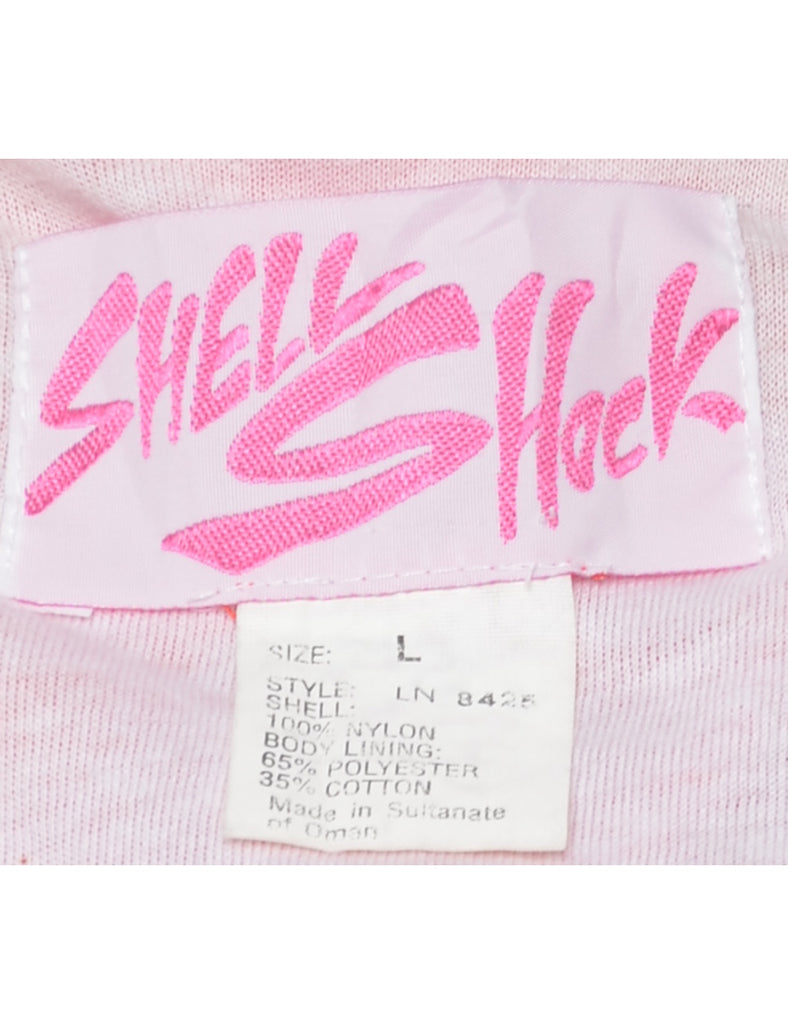 SHELL
SHocK
SIZE: L
STYLE: LN 8425
SHELL:
100% NYLON
BODY LINING:
65% POLYESTER
35% COTTON
Made in Sultanate
of Oman